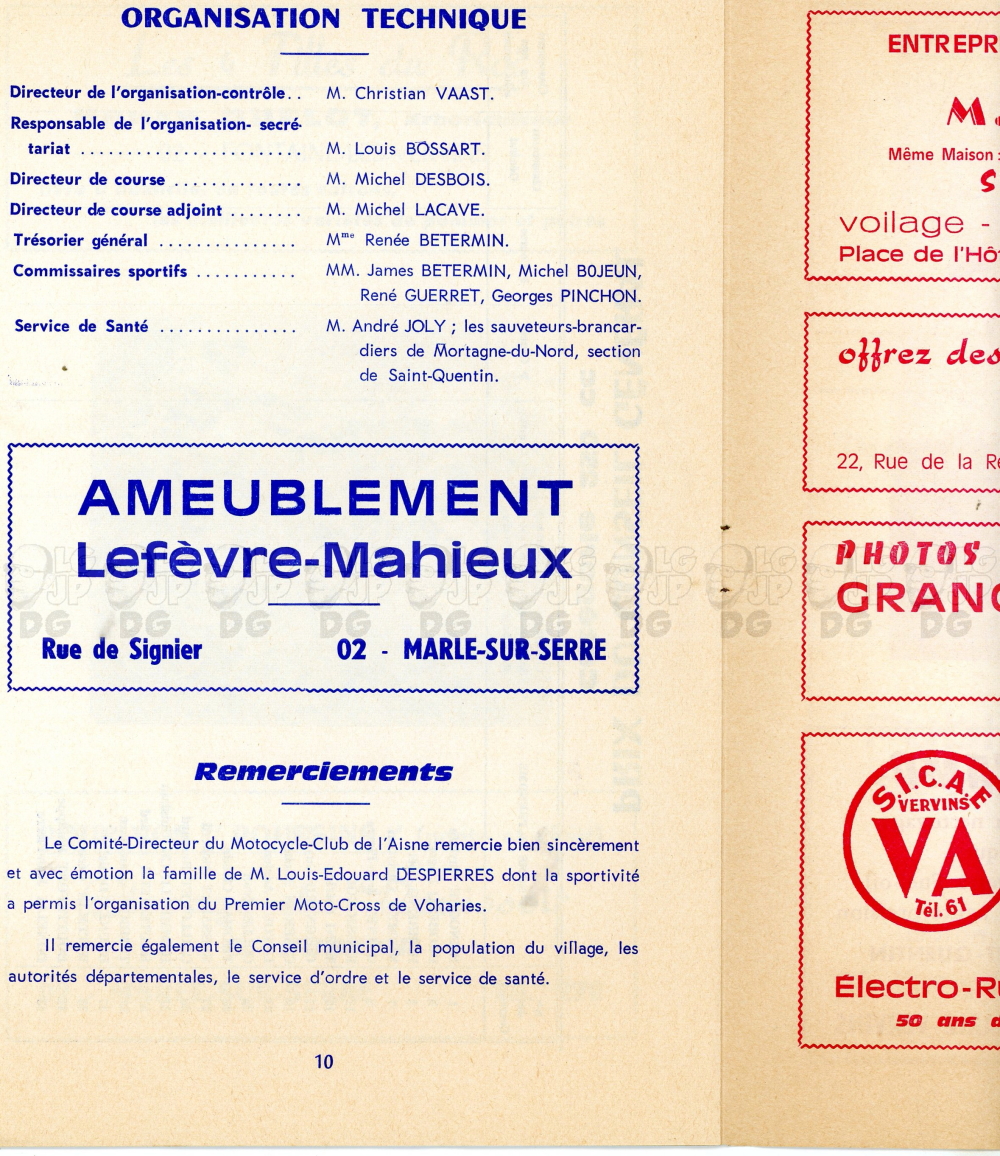 ORGANISATION TECHNIQUE
Directeur de l'organisation-contrôle . . M. Christian VAAST.
Responsable de l'organisation- secré-
tariat ........................ M. Louis BOSSART.
Directeur de course .............. M. Michel DESBOIS.
Directeur de course adjoint ........ M. Michel LACAVE.
Trésorier général ............... Mme Renée BETERMIN.
Commissaires sportifs ........... MM. James BETERMIN, Michel BOJEUN,
René GUERRET, Georges PINCHON.
Service de Santé ............... M. André JOLY ; les sauveteurs-brancar-
diers de Mortagne-du-Nord, section
de Saint-Quentin.
AMEUBLEMENT
Lefèvre-Mahieux
Rue de Signier 02 - MARLE-SUR-SERRE
Remerciements
Le Comité-Directeur du Motocycle-Club de l'Aisne remercie bien sincèrement
et avec émotion la famille de M. Louis-Edouard DESPIERRES dont la sportivité
a permis l'organisation du Premier Moto-Cross de Voharies.
Il remercie également le Conseil municipal, la population du village, les
autorités départementales, le service d'ordre et le service de santé.
10
ENTREPR
M.
Même Maison :
S
voilage -
Place de l'Hô
offrez des
22, Rue de la R
PHOTOS
GRAN
S.I.C.A.E
VERVINS
VA
Tél. 61
Électro-R
50 ans